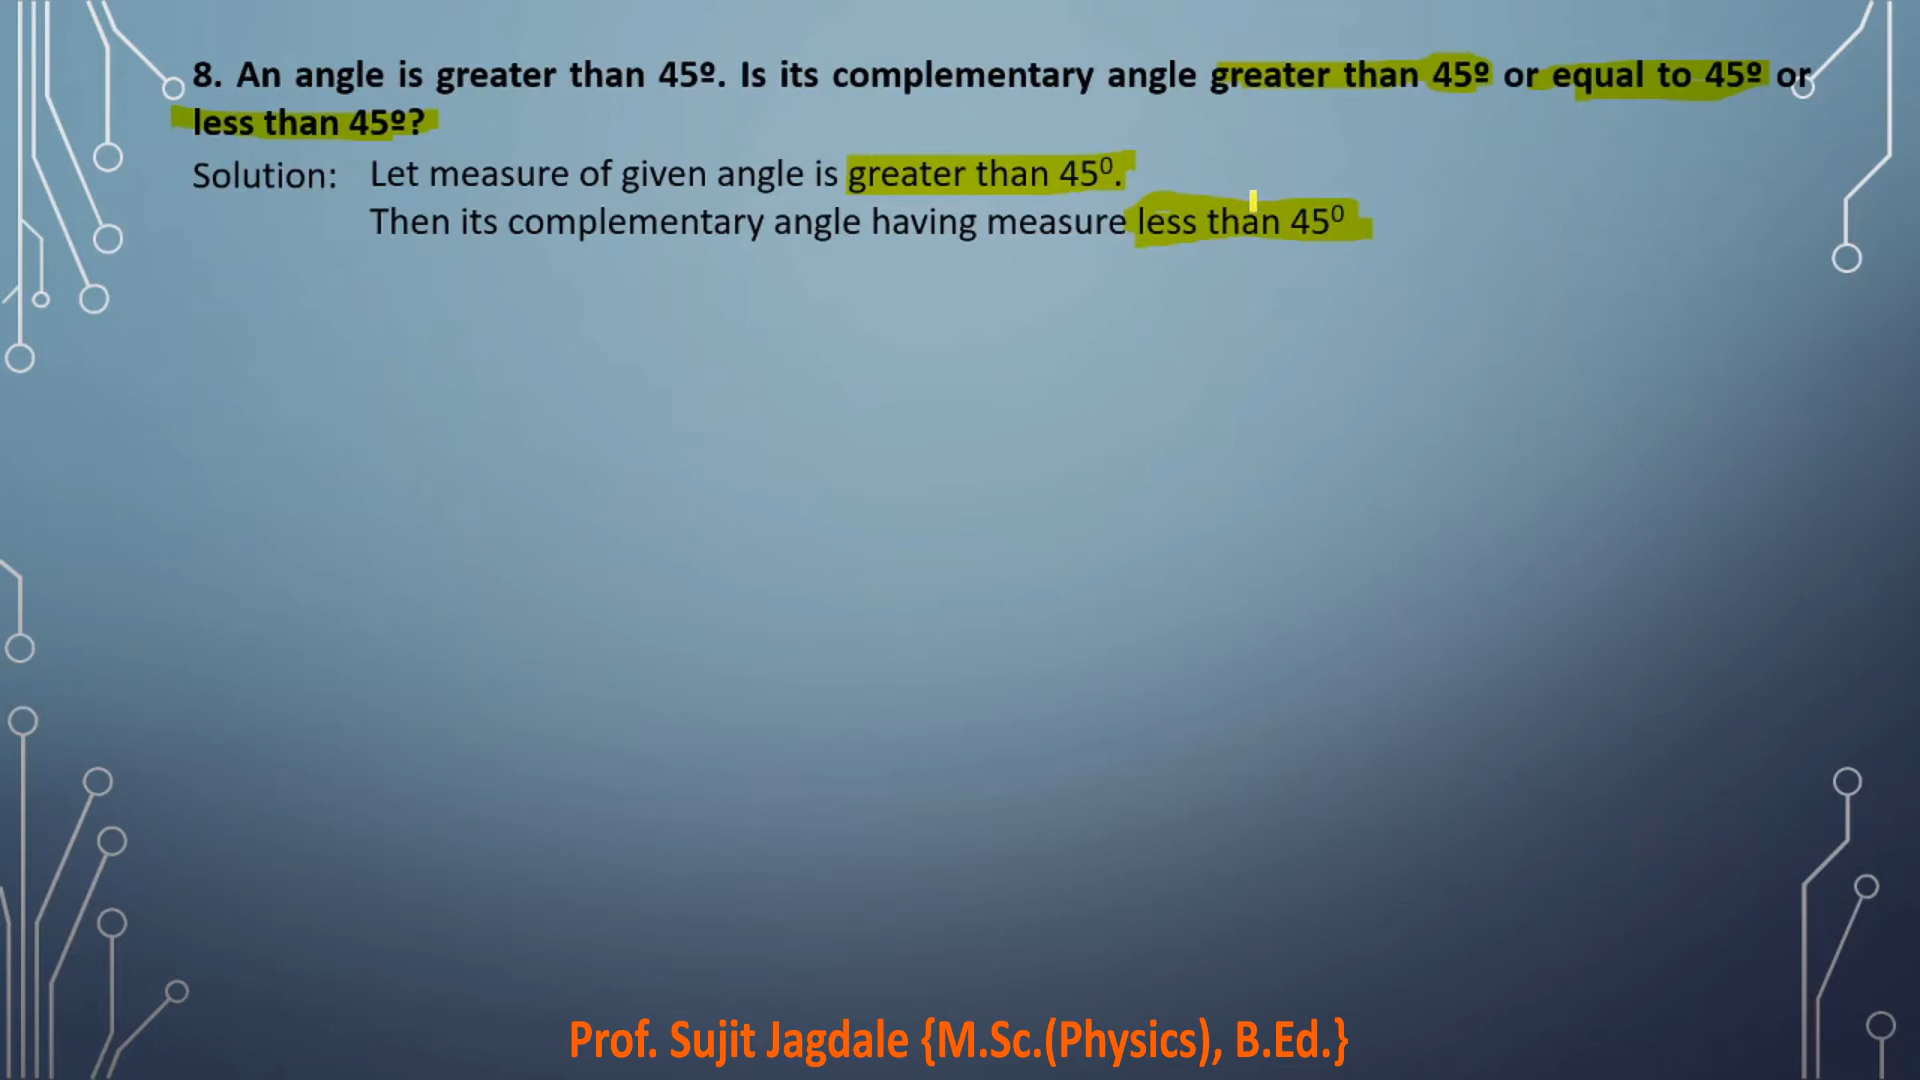 8. An angle is greater than 45º. Is its complementary angle greater than 45º or equal to 45º or
less than 45º?
Solution: Let measure of given angle is greater than 45⁰.
Then its complementary angle having measure less than 45⁰
Prof. Sujit Jagdale {M.Sc.(Physics), B.Ed.}